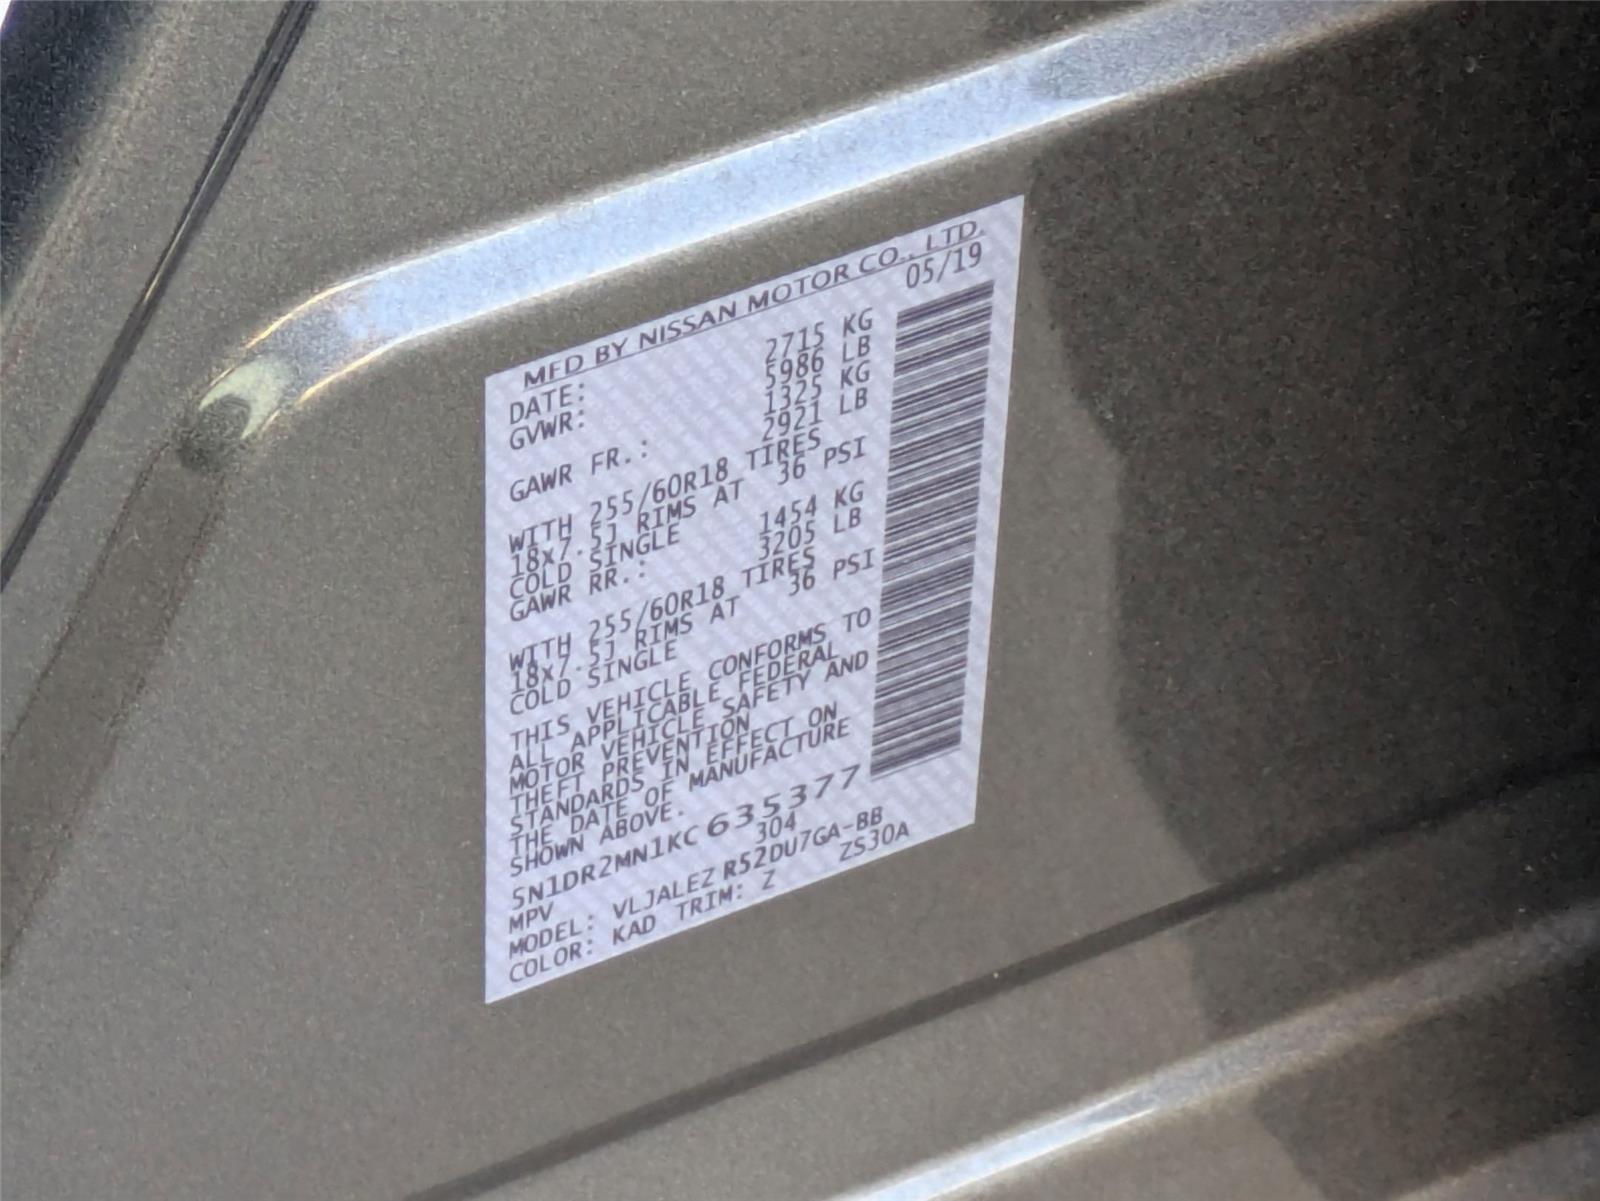 MFD BY NISSAN MOTOR CO., LTD.
DATE: 05/19
GVWR: 2715 KG
5986 LB
GAWR FR.: 1325 KG
2921 LB
WITH 255/60R18 TIRES
18x7.5J RIMS AT 36 PSI
COLD SINGLE
GAWR RR.: 1454 KG
3205 LB
WITH 255/60R18 TIRES
18x7.5J RIMS AT 36 PSI
COLD SINGLE
THIS VEHICLE CONFORMS TO
ALL APPLICABLE FEDERAL
MOTOR VEHICLE SAFETY AND
THEFT PREVENTION
STANDARDS IN EFFECT ON
THE DATE OF MANUFACTURE
SHOWN ABOVE.
5N1DR2MN1KC635377
MPV 304
MODEL: VLJALEZ R52DU7GA-BB
COLOR: KAD TRIM: Z ZS30A